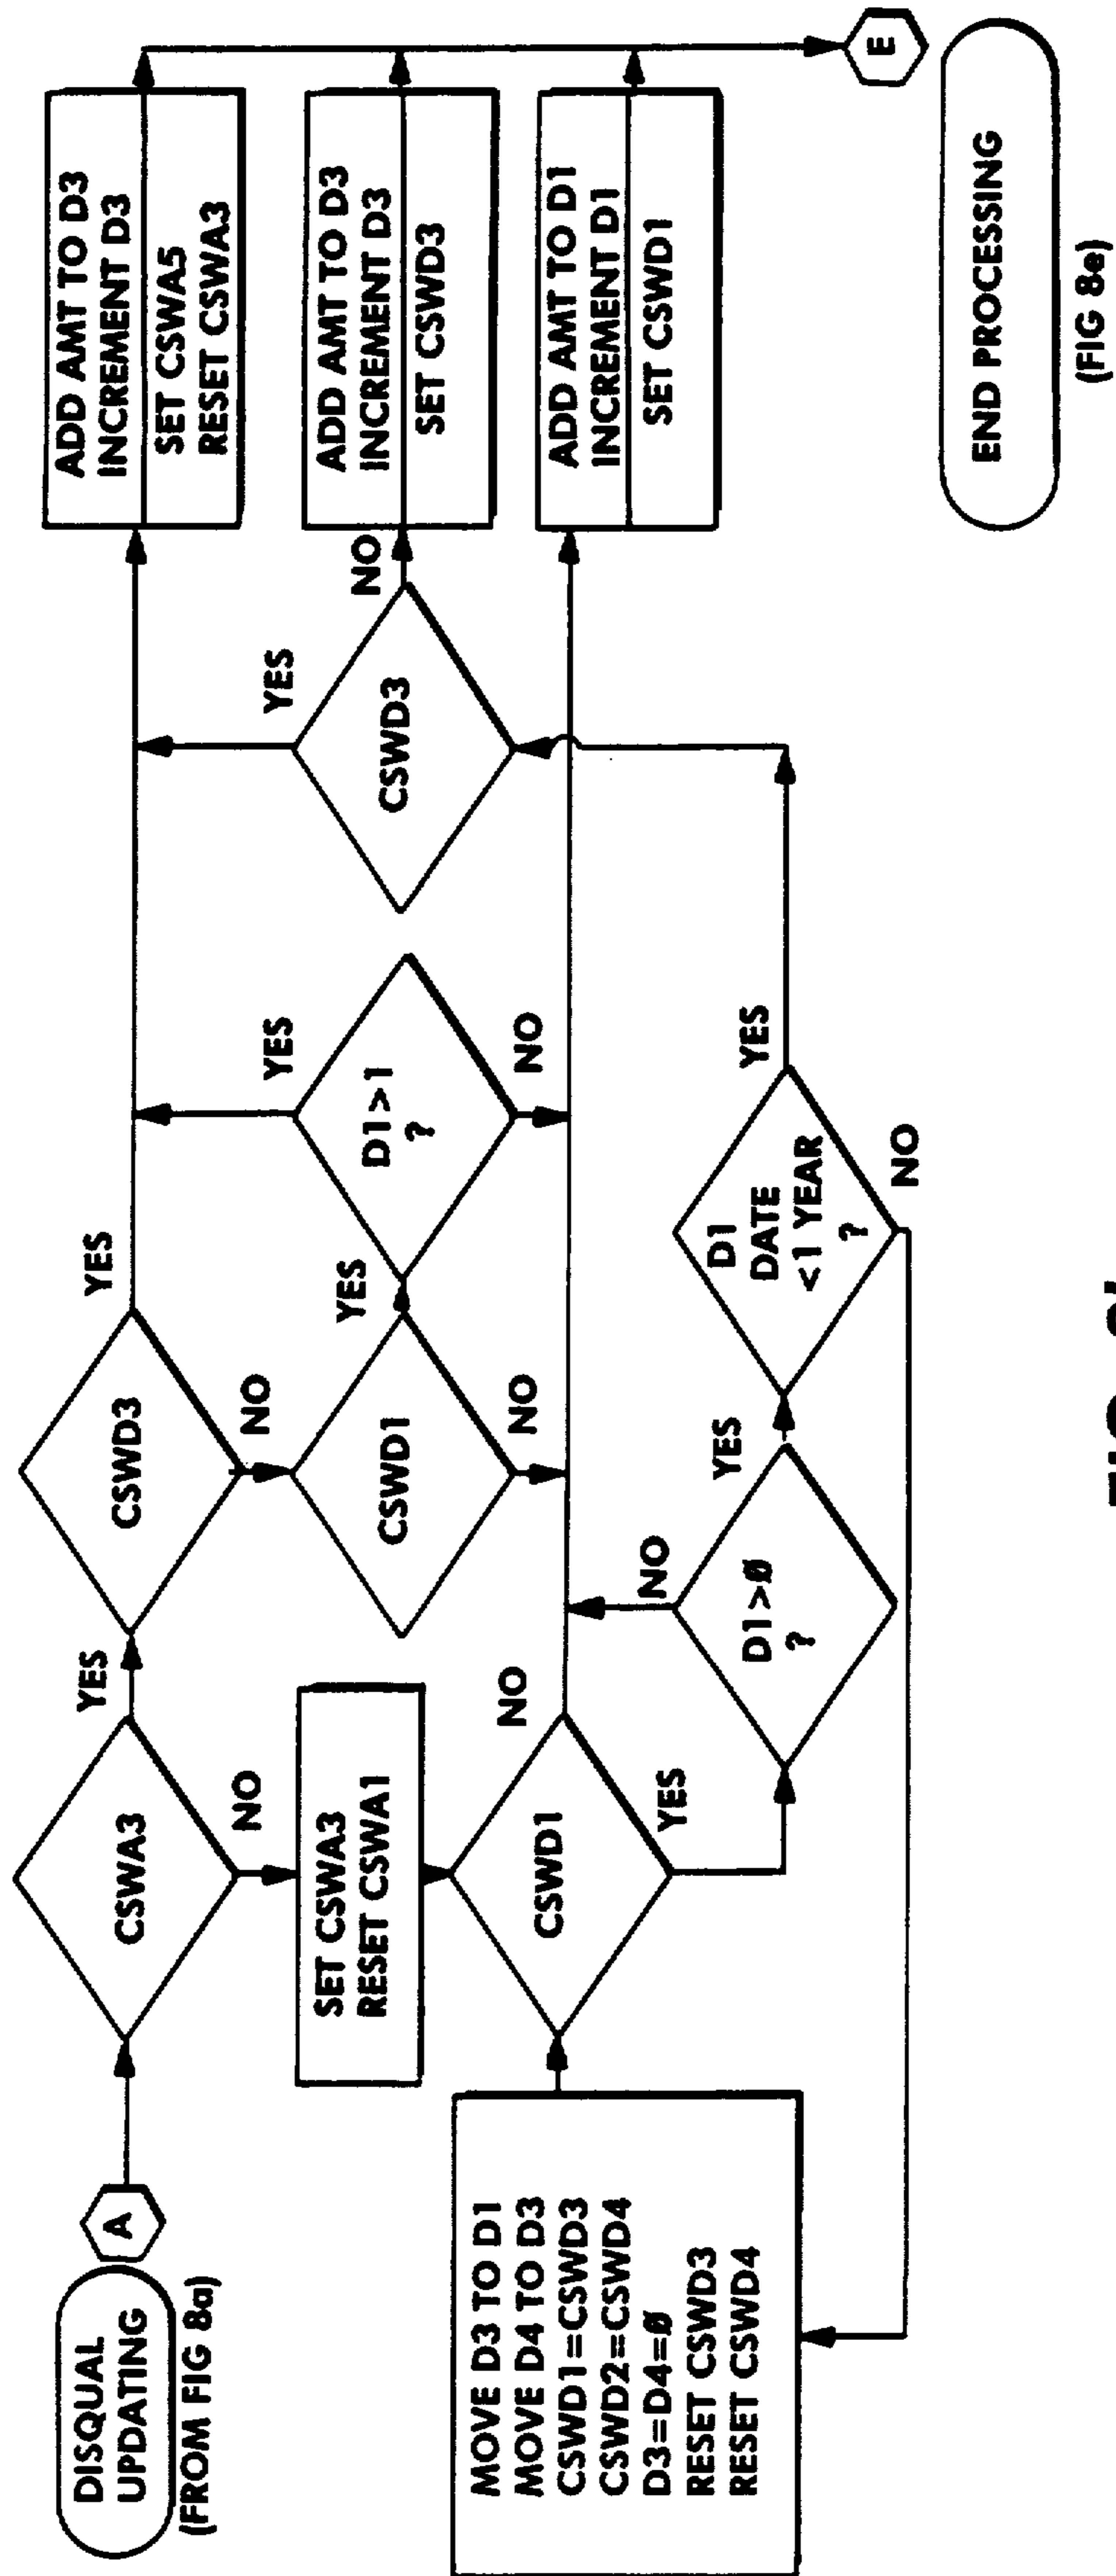 DISQUAL
UPDATING
(FROM FIG 8a)
A
CSWA3
YES
NO
CSWD3
YES
NO
ADD AMT TO D3
INCREMENT D3
SET CSWA5
RESET CSWA3
SET CSWA3
RESET CSWA1
CSWD1
YES
NO
D1>1
?
YES
NO
CSWD3
YES
NO
ADD AMT TO D3
INCREMENT D3
SET CSWD3
MOVE D3 TO D1
MOVE D4 TO D3
CSWD1=CSWD3
CSWD2=CSWD4
D3=D4=Ø
RESET CSWD3
RESET CSWD4
CSWD1
NO
YES
ADD AMT TO D1
INCREMENT D1
SET CSWD1
D1>Ø
?
NO
YES
D1
DATE
<1 YEAR
?
YES
NO
E
END PROCESSING
(FIG 8e)